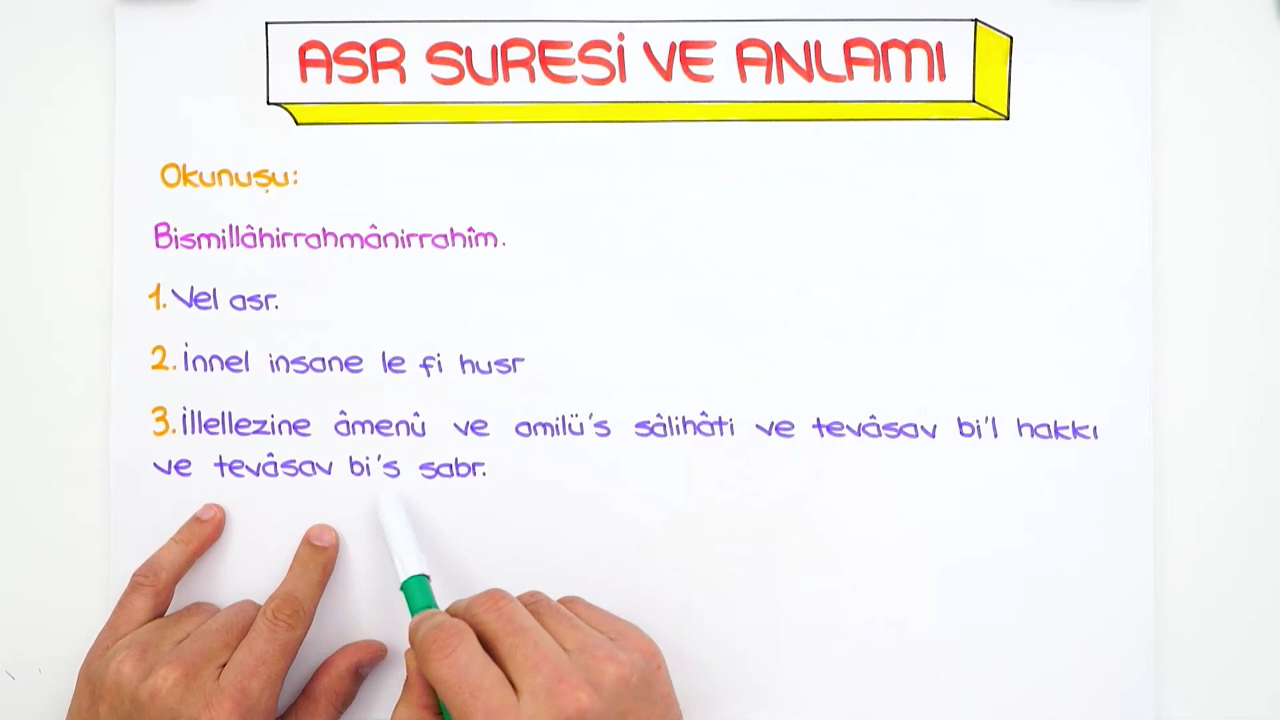 ASR SURESİ VE ANLAMI
Okunuşu:
Bismillâhirrahmânirrahîm.
1. Vel asr.
2. İnnel insane le fi husr
3. İllellezine âmenû ve amilü's sâlihâti ve tevâsav bi'l hakkı
ve tevâsav bi's sabr.